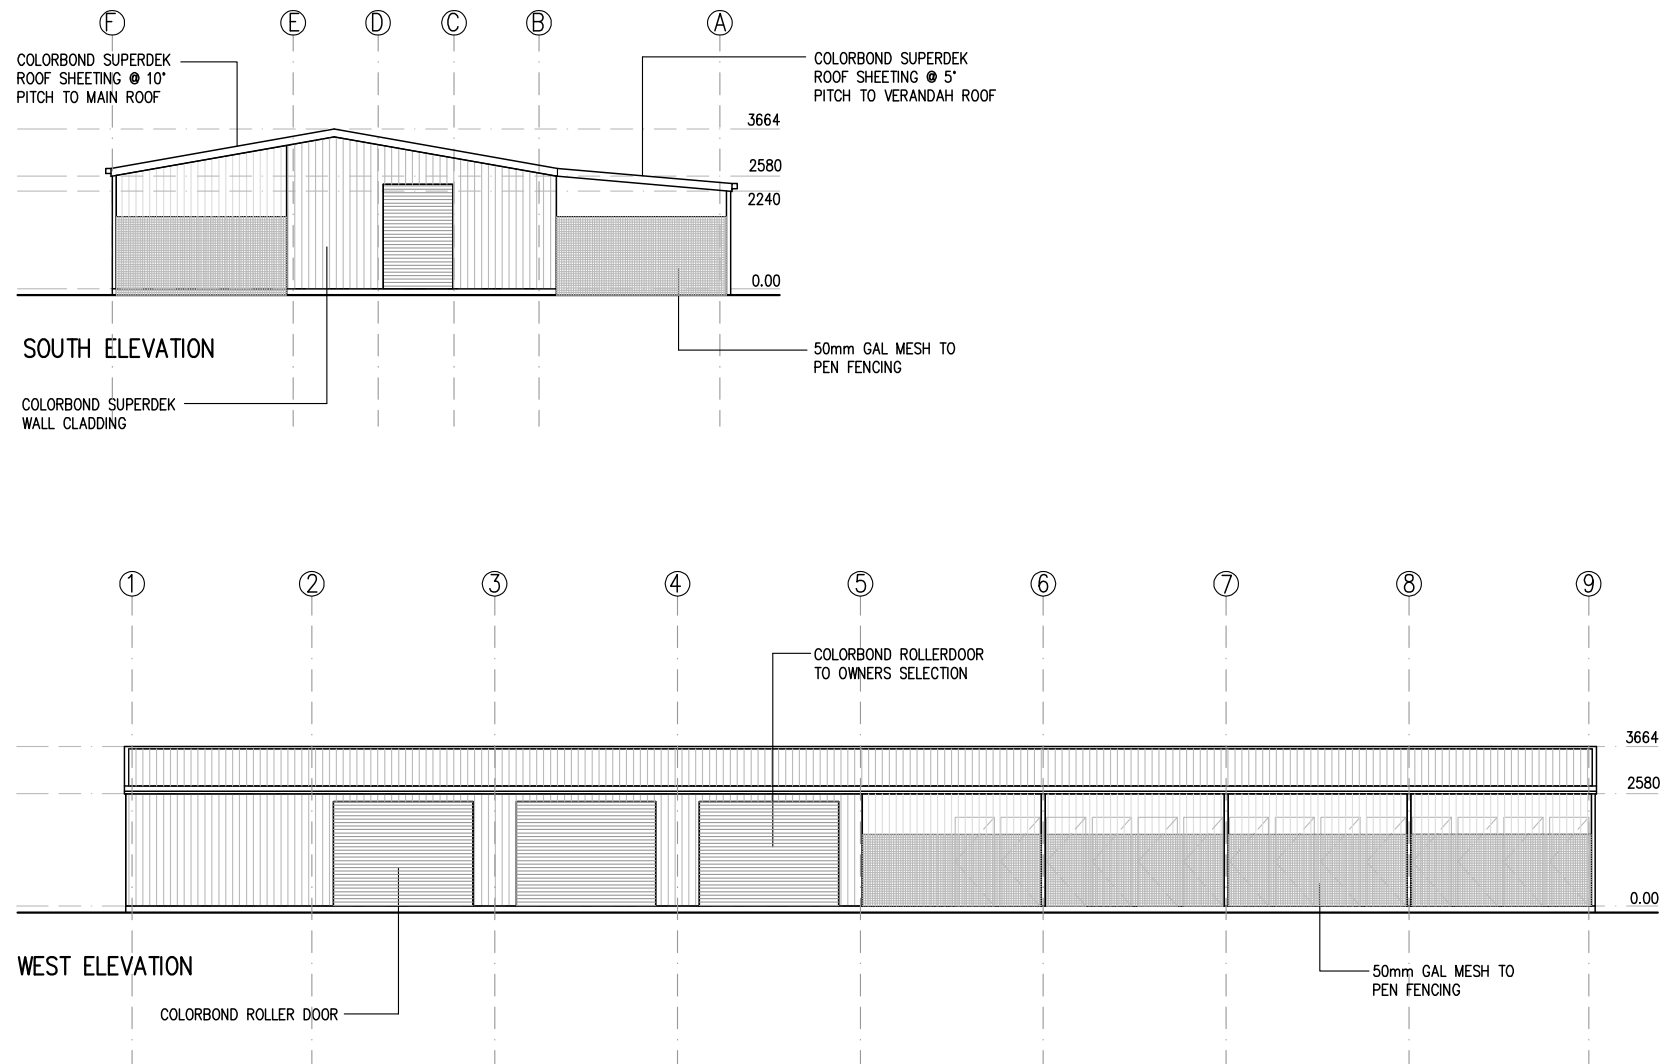 F E D C B A
COLORBOND SUPERDEK
ROOF SHEETING @ 10°
PITCH TO MAIN ROOF
COLORBOND SUPERDEK
ROOF SHEETING @ 5°
PITCH TO VERANDAH ROOF
3664
2580
2240
0.00
SOUTH ELEVATION
50mm GAL MESH TO
PEN FENCING
COLORBOND SUPERDEK
WALL CLADDING
1 2 3 4 5 6 7 8 9
COLORBOND ROLLERDOOR
TO OWNERS SELECTION
3664
2580
0.00
WEST ELEVATION
50mm GAL MESH TO
PEN FENCING
COLORBOND ROLLER DOOR